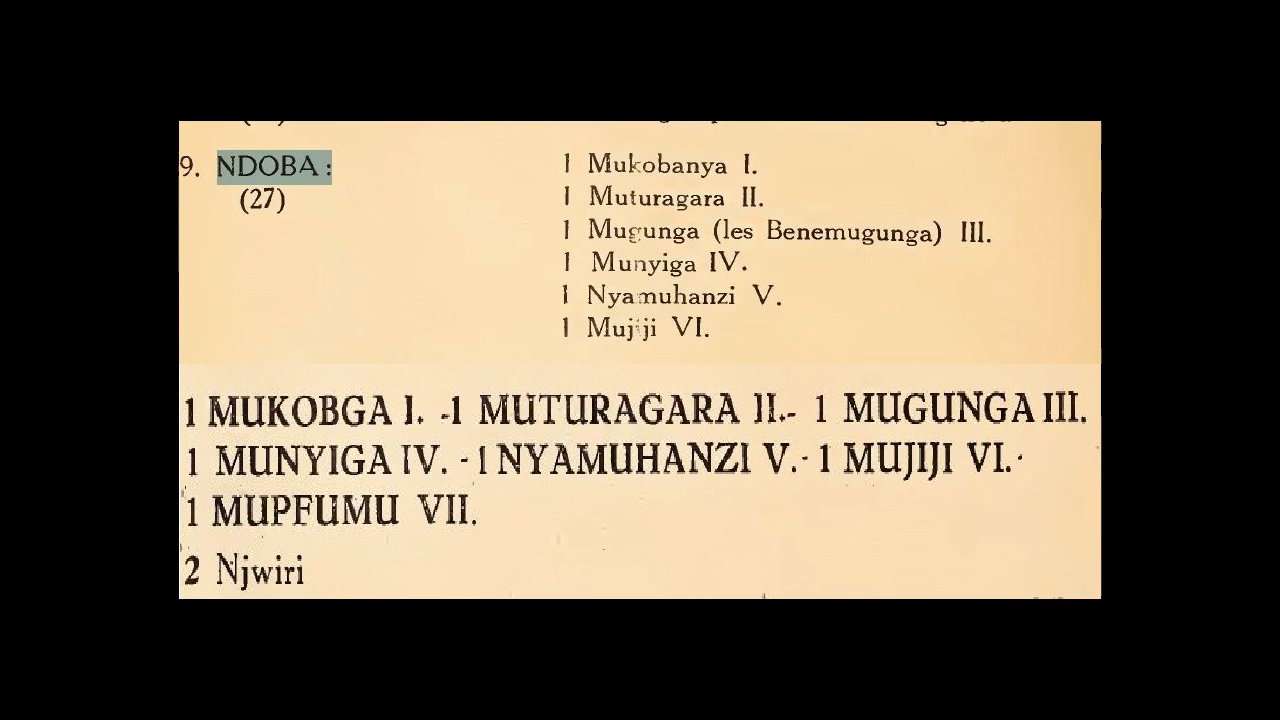 9. NDOBA :
(27)
1 Mukobanya I.
1 Muturagara II.
1 Mugunga (les Benemugunga) III.
1 Munyiga IV.
1 Nyamuhanzi V.
1 Mujiji VI.
1 MUKOBGA I. -1 MUTURAGARA II.- 1 MUGUNGA III.
1 MUNYIGA IV. - 1 NYAMUHANZI V.- 1 MUJIJI VI.-
1 MUPFUMU VII.
2 Njwiri